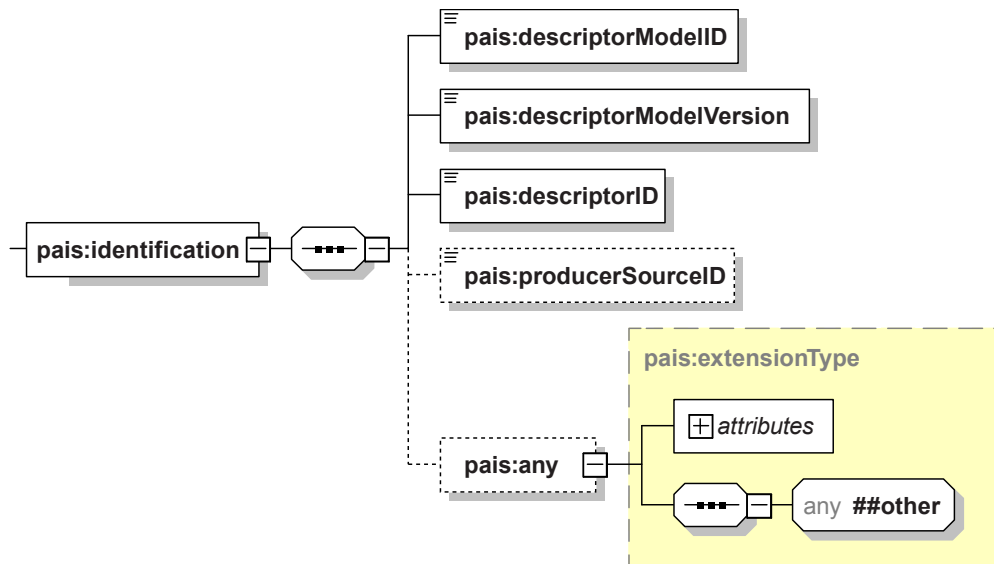 pais:descriptorModelID
pais:descriptorModelVersion
pais:descriptorID
pais:identification
pais:producerSourceID
pais:extensionType
attributes
pais:any
any ##other